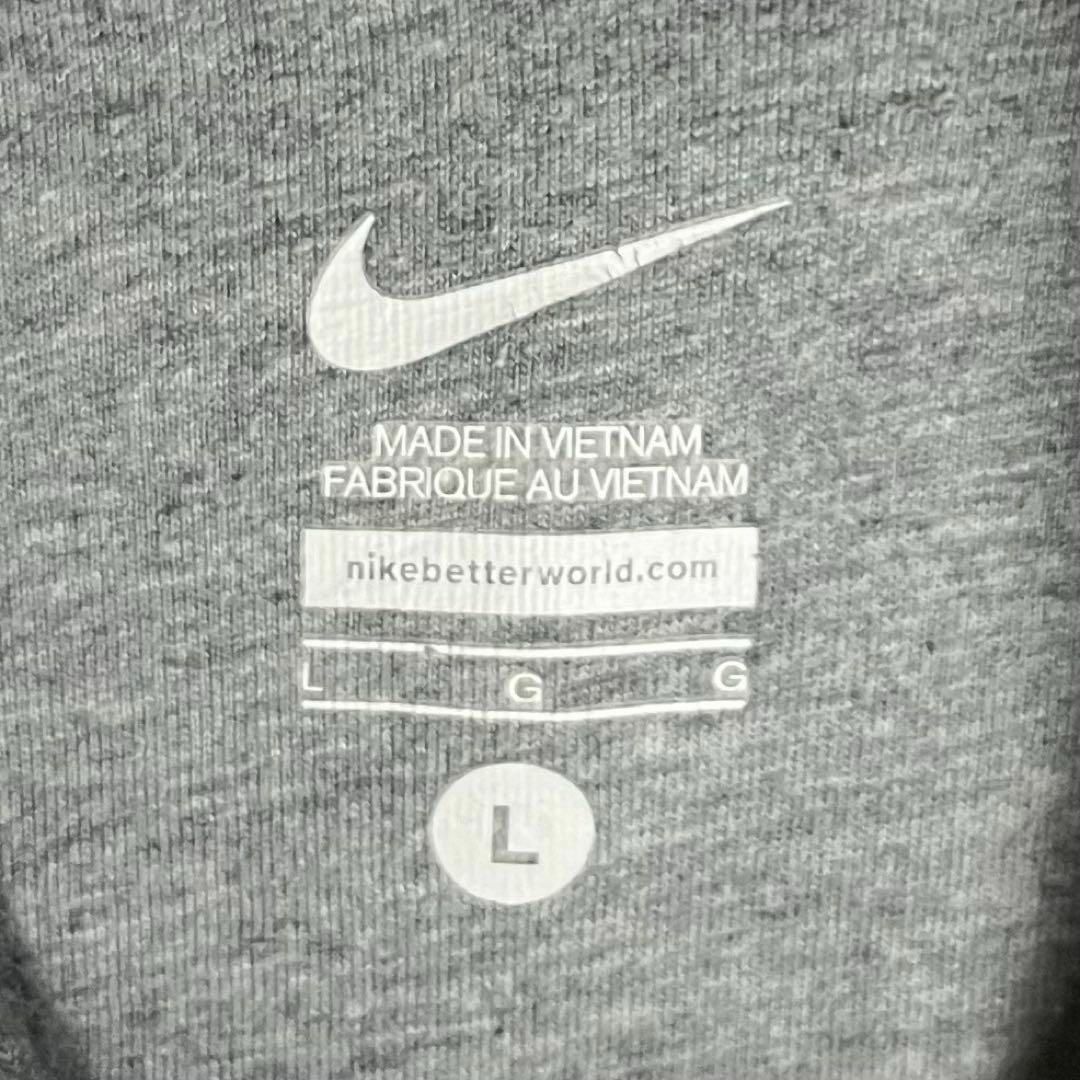 MADE IN VIETNAM
FABRIQUE AU VIETNAM
nikebetterworld.com
L G G
L